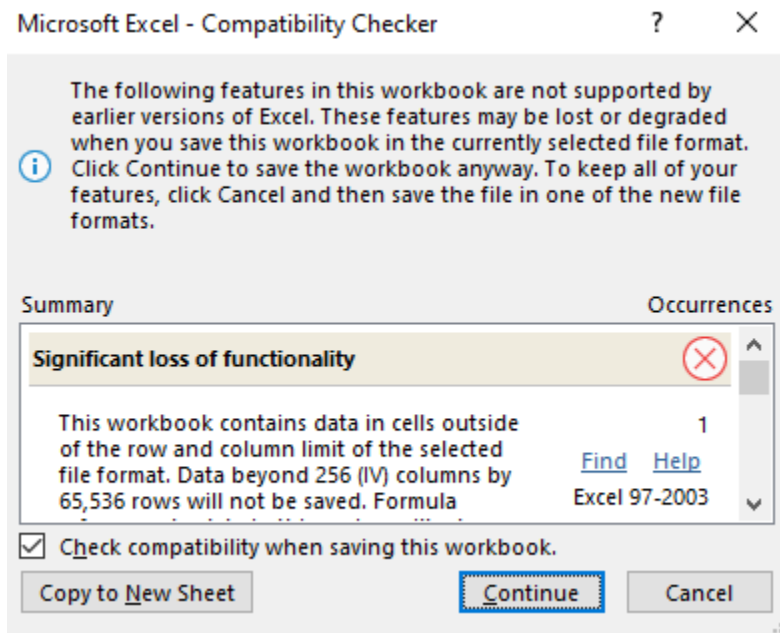 Microsoft Excel - Compatibility Checker ?
The following features in this workbook are not supported by
earlier versions of Excel. These features may be lost or degraded
when you save this workbook in the currently selected file format.
Click Continue to save the workbook anyway. To keep all of your
features, click Cancel and then save the file in one of the new file
formats.
Summary Occurrences
Significant loss of functionality
This workbook contains data in cells outside 1
of the row and column limit of the selected
file format. Data beyond 256 (IV) columns by Find Help
65,536 rows will not be saved. Formula Excel 97-2003
Check compatibility when saving this workbook.
Copy to New Sheet Continue Cancel